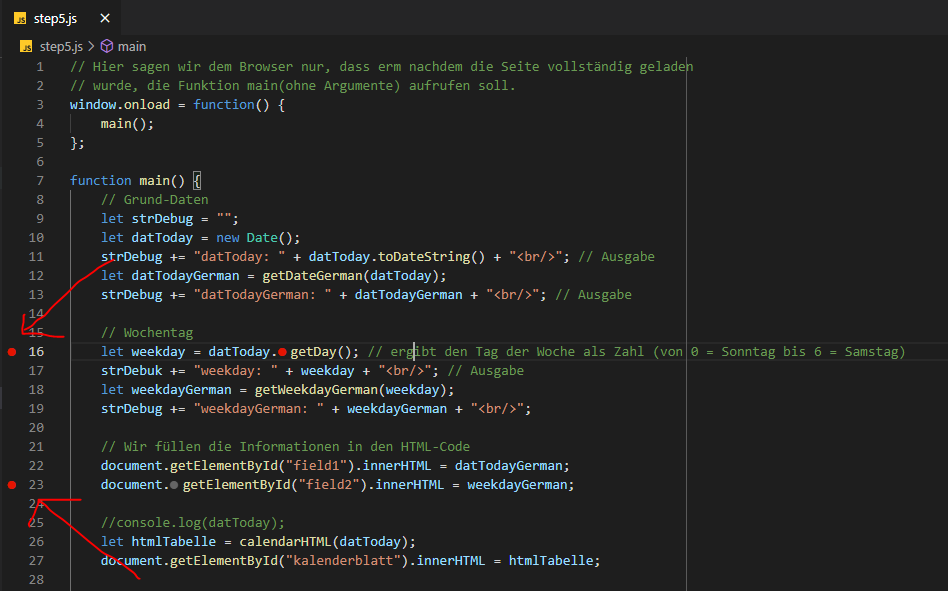 JS step5.js ×
JS step5.js > main
1 // Hier sagen wir dem Browser nur, dass erm nachdem die Seite vollständig geladen
2 // wurde, die Funktion main(ohne Argumente) aufrufen soll.
3 window.onload = function() {
4 main();
5 };
6
7 function main() {
8 // Grund-Daten
9 let strDebug = "";
10 let datToday = new Date();
11 strDebug += "datToday: " + datToday.toDateString() + "<br/>"; // Ausgabe
12 let datTodayGerman = getDateGerman(datToday);
13 strDebug += "datTodayGerman: " + datTodayGerman + "<br/>"; // Ausgabe
14
15 // Wochentag
16 let weekday = datToday.getDay(); // ergibt den Tag der Woche als Zahl (von 0 = Sonntag bis 6 = Samstag)
17 strDebuk += "weekday: " + weekday + "<br/>"; // Ausgabe
18 let weekdayGerman = getWeekdayGerman(weekday);
19 strDebug += "weekdayGerman: " + weekdayGerman + "<br/>";
20
21 // Wir füllen die Informationen in den HTML-Code
22 document.getElementById("field1").innerHTML = datTodayGerman;
23 document.getElementById("field2").innerHTML = weekdayGerman;
24
25 //console.log(datToday);
26 let htmlTabelle = calendarHTML(datToday);
27 document.getElementById("kalenderblatt").innerHTML = htmlTabelle;
28